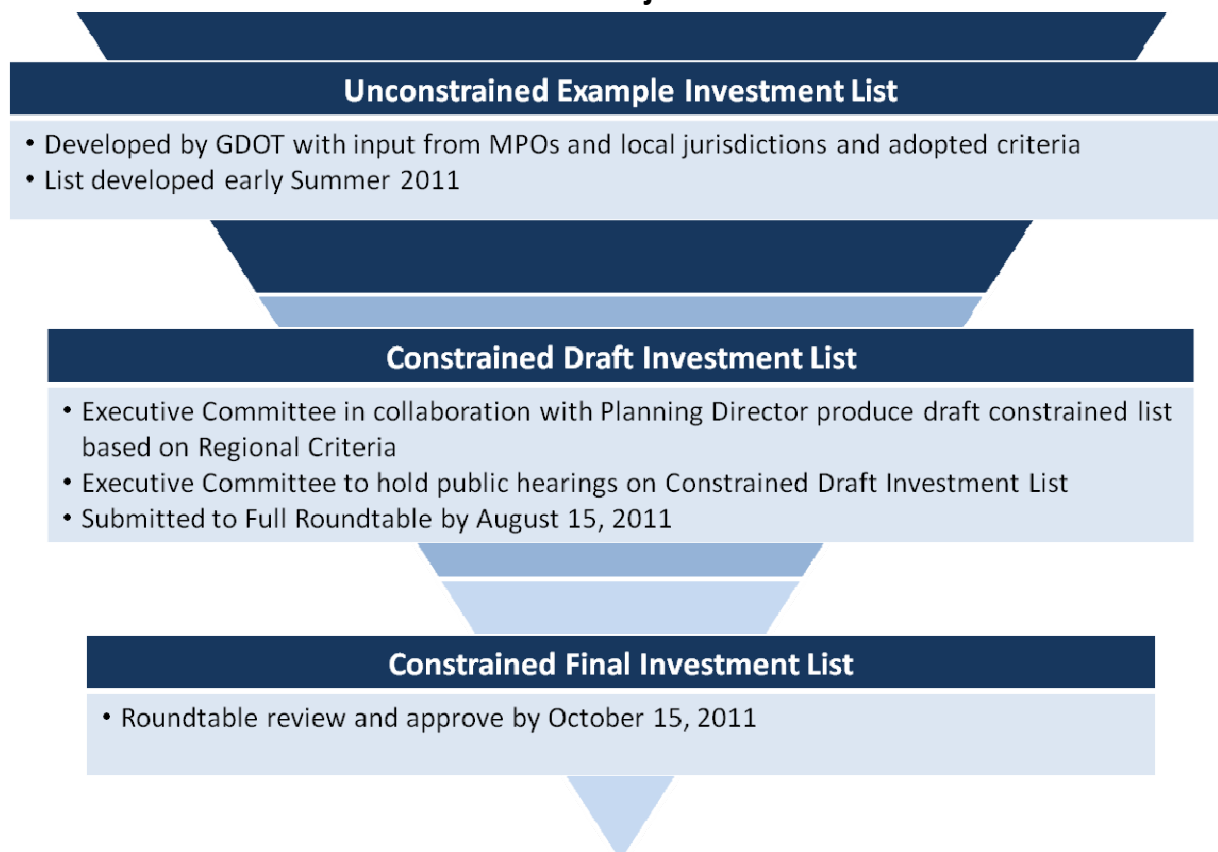 Unconstrained Example Investment List
• Developed by GDOT with input from MPOs and local jurisdictions and adopted criteria
• List developed early Summer 2011
Constrained Draft Investment List
• Executive Committee in collaboration with Planning Director produce draft constrained list
based on Regional Criteria
• Executive Committee to hold public hearings on Constrained Draft Investment List
• Submitted to Full Roundtable by August 15, 2011
Constrained Final Investment List
• Roundtable review and approve by October 15, 2011